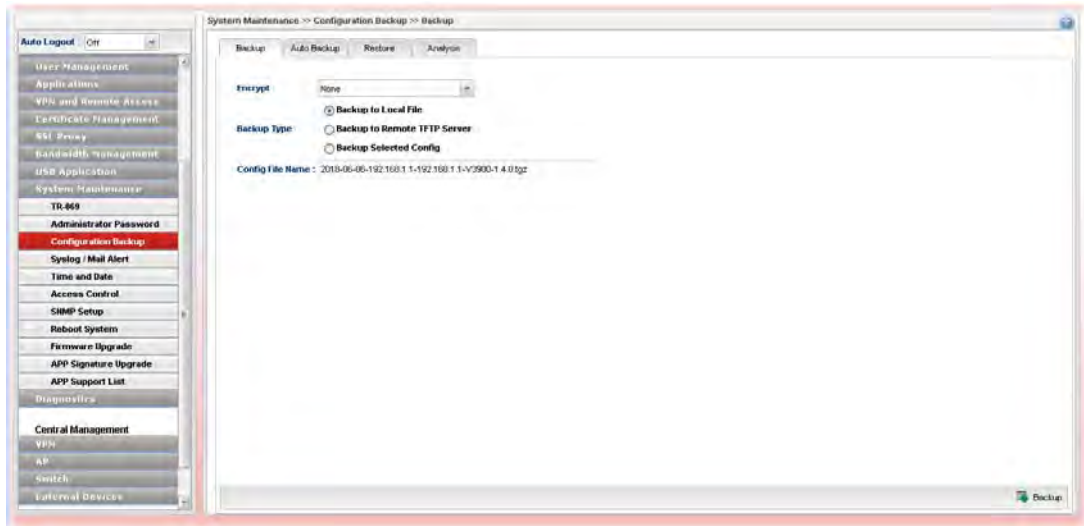 System Maintenance >> Configuration Backup >> Backup
Auto Logout : Off
User Management
Applications
VPN and Remote Access
Certificate Management
SSL Proxy
Bandwidth Management
USB Application
System Maintenance
TR-069
Administrator Password
Configuration Backup
Syslog / Mail Alert
Time and Date
Access Control
SNMP Setup
Reboot System
Firmware Upgrade
APP Signature Upgrade
APP Support List
Diagnostics
Central Management
VPN
AP
Switch
External Devices
Backup
Auto Backup
Restore
Analysis
Encrypt
None
Backup Type
Backup to Local File
Backup to Remote TFTP Server
Backup Selected Config
Config File Name : 2018-06-06-192.168.1.1-192.168.1.1-V3900-1.4.0.tgz
Backup